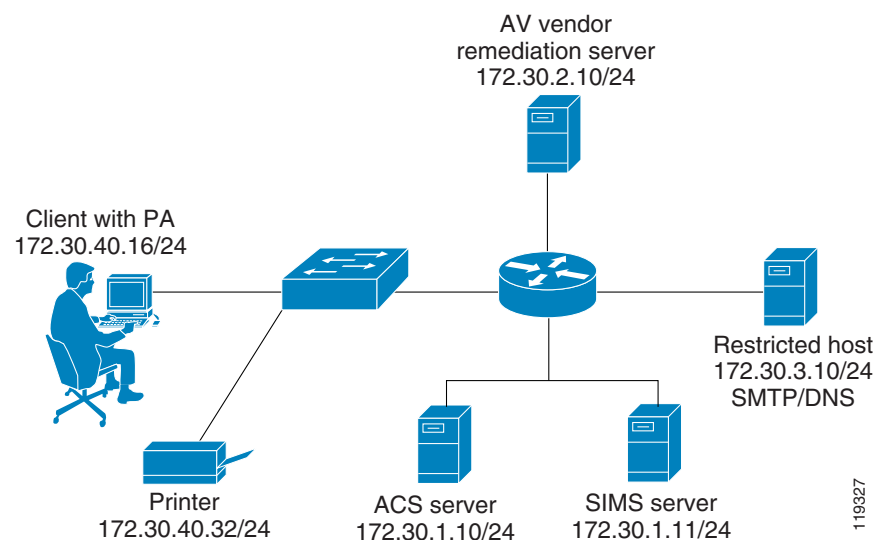 AV vendor
remediation server
172.30.2.10/24
Client with PA
172.30.40.16/24
Restricted host
172.30.3.10/24
SMTP/DNS
Printer
172.30.40.32/24
ACS server
172.30.1.10/24
SIMS server
172.30.1.11/24
119327